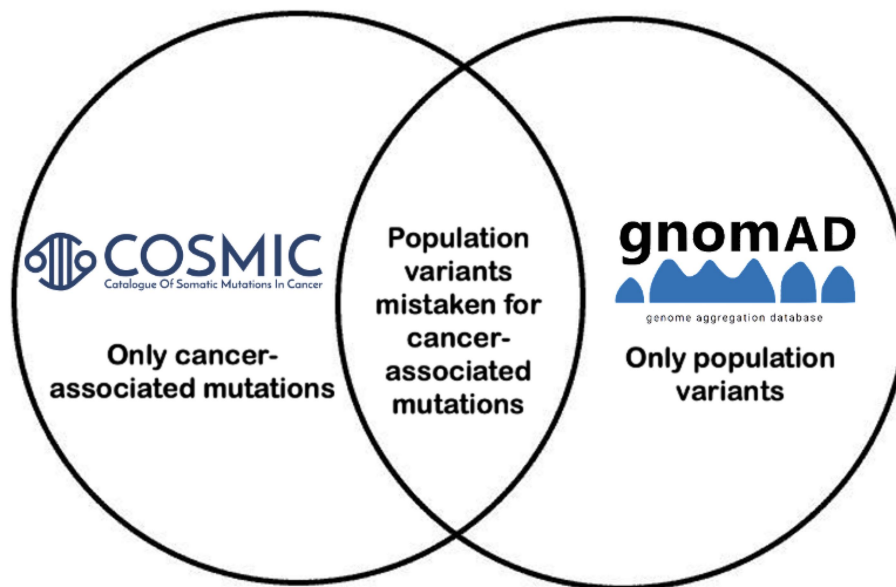 COSMIC
Catalogue Of Somatic Mutations In Cancer
Only cancer-
associated mutations
Population
variants
mistaken for
cancer-
associated
mutations
gnomAD
genome aggregation database
Only population
variants